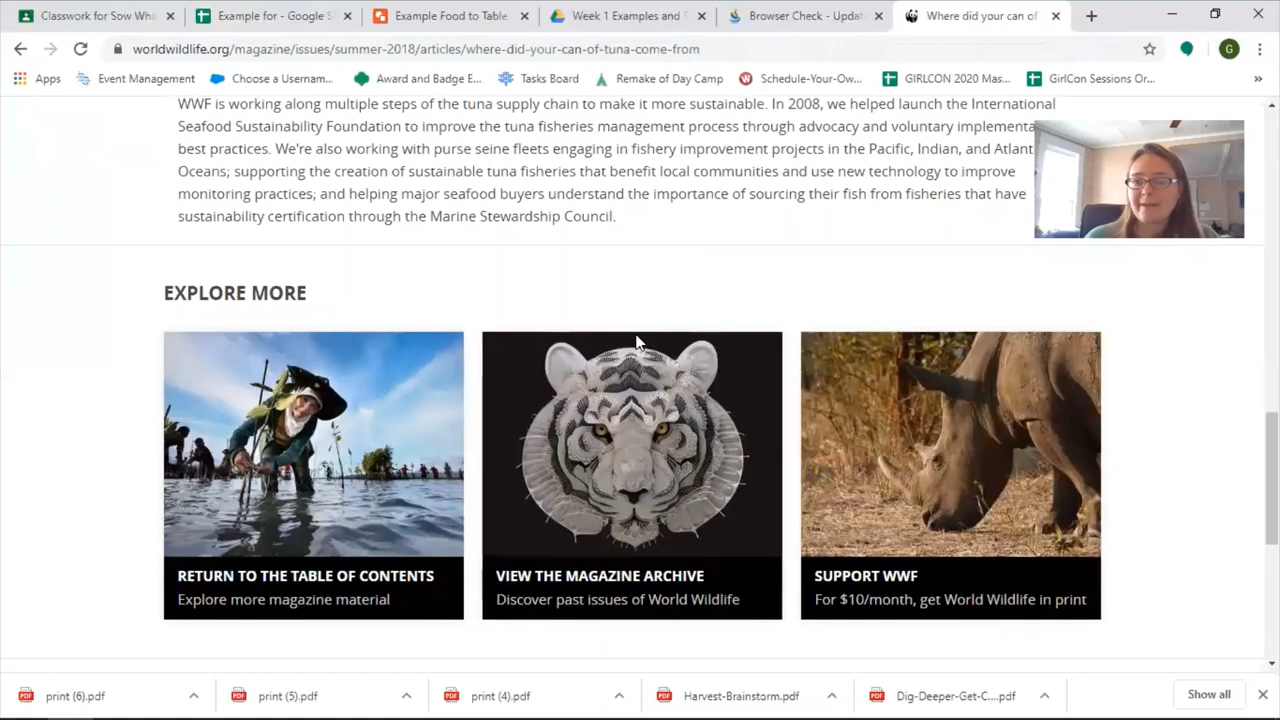 Classwork for Sow Wha
Example for - Google S
Example Food to Table
Week 1 Examples and
Browser Check - Updat
Where did your can of
worldwildlife.org/magazine/issues/summer-2018/articles/where-did-your-can-of-tuna-come-from
G
Apps
Event Management
Choose a Usernam...
Award and Badge E...
Tasks Board
Remake of Day Camp...
Schedule-Your-Ow...
GIRLCON 2020 Mas...
GirlCon Sessions Or...
WWF is working along multiple steps of the tuna supply chain to make it more sustainable. In 2008, we helped launch the International
Seafood Sustainability Foundation to improve the tuna fisheries management process through advocacy and voluntary implementa
best practices. We're also working with purse seine fleets engaging in fishery improvement projects in the Pacific, Indian, and Atlant
Oceans; supporting the creation of sustainable tuna fisheries that benefit local communities and use new technology to improve
monitoring practices; and helping major seafood buyers understand the importance of sourcing their fish from fisheries that have
sustainability certification through the Marine Stewardship Council.
EXPLORE MORE
RETURN TO THE TABLE OF CONTENTS
Explore more magazine material
VIEW THE MAGAZINE ARCHIVE
Discover past issues of World Wildlife
SUPPORT WWF
For $10/month, get World Wildlife in print
print (6).pdf
print (5).pdf
print (4).pdf
Harvest-Brainstorm.pdf
Dig-Deeper-Get-C....pdf
Show all